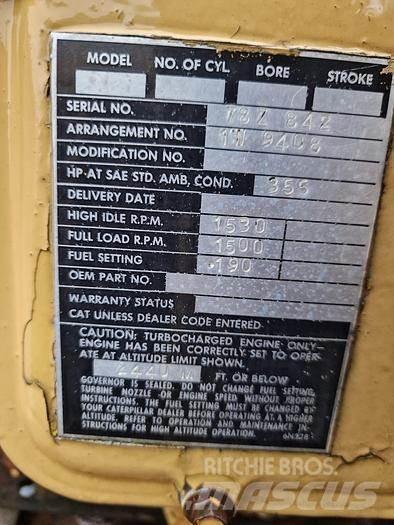 MODEL NO. OF CYL. BORE STROKE
SERIAL NO. 73Z 842
ARRANGEMENT NO. 1W 9408
MODIFICATION NO.
HP AT SAE STD. AMB. COND. 355
DELIVERY DATE
HIGH IDLE R.P.M. 1530
FULL LOAD R.P.M. 1500
FUEL SETTING .190
OEM PART NO.
WARRANTY STATUS
CAT UNLESS DEALER CODE ENTERED
CAUTION: TURBOCHARGED ENGINE ONLY—
ENGINE HAS BEEN CORRECTLY SET TO OPER-
ATE AT ALTITUDE LIMIT SHOWN.
2440 M FT. OR BELOW
GOVERNOR IS SEALED. DO NOT CHANGE FUEL SETTING,
TURBINE NOZZLE OR ENGINE SPEED WITHOUT PROPER
INSTRUCTIONS. THE FUEL SETTING MUST BE CHANGED BY
YOUR CATERPILLAR DEALER BEFORE OPERATING AT A HIGHER
ALTITUDE. REFER TO OPERATION AND MAINTENANCE IN-
STRUCTIONS FOR HIGH ALTITUDE OPERATION.
RITCHIE BROS.
MASCUS